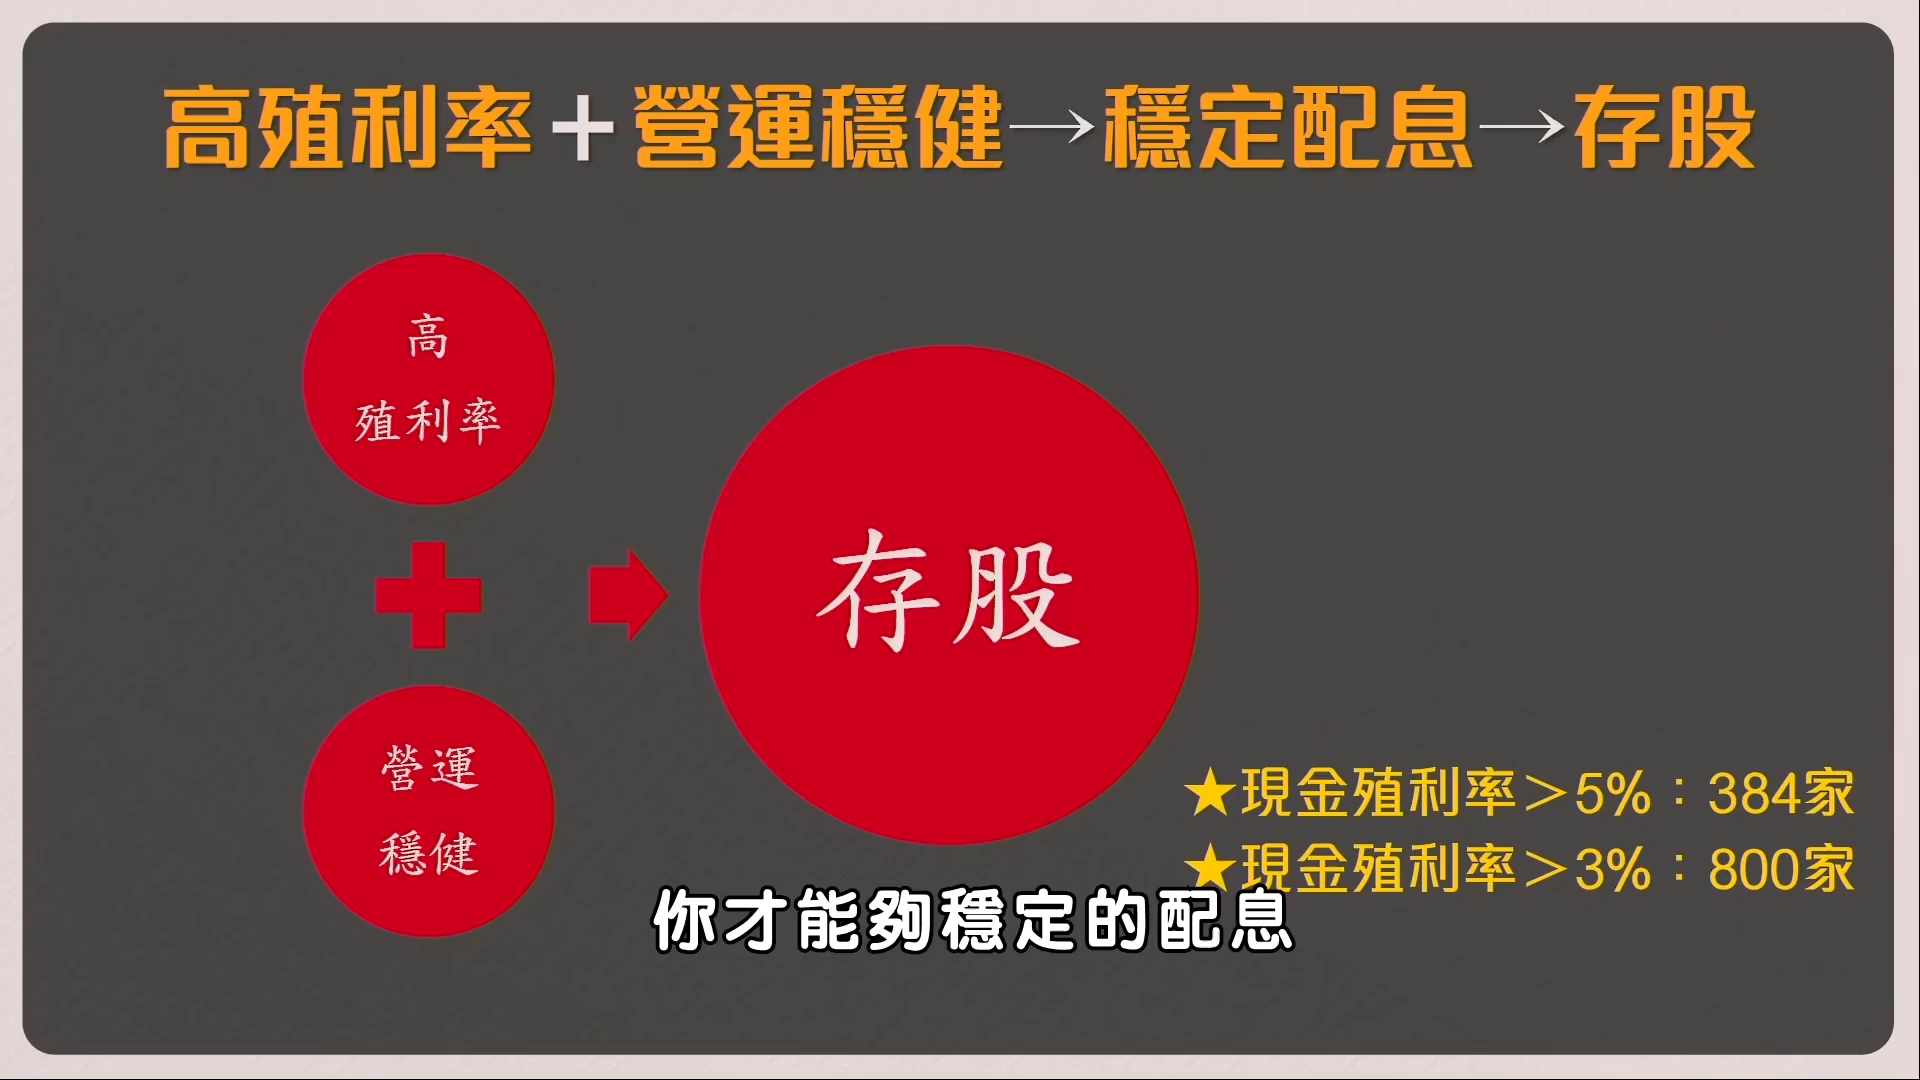 高殖利率＋營運穩健→穩定配息→存股
高
殖利率
營運
穩健
存股
★現金殖利率＞5%：384家
★現金殖利率＞3%：800家
你才能夠穩定的配息